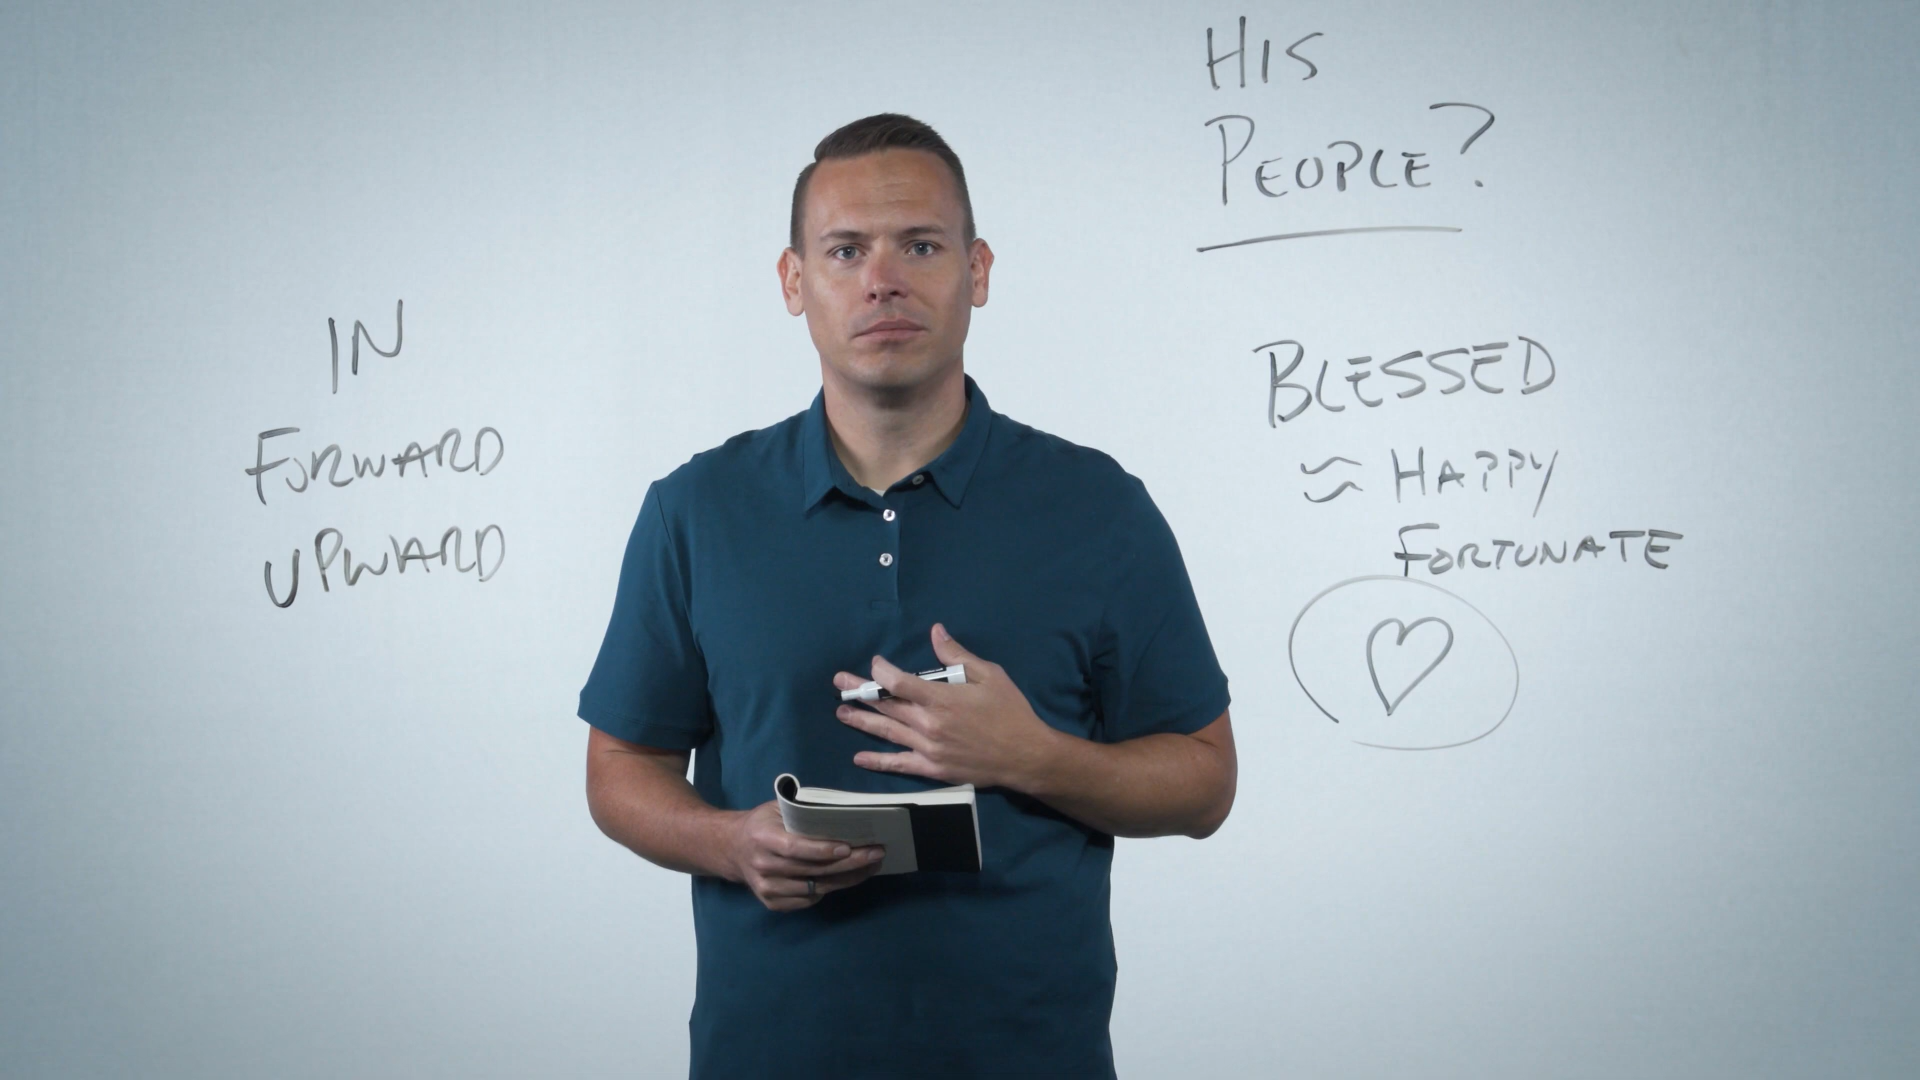 IN
FORWARD
UPWARD
HIS
PEOPLE?
BLESSED
≈ HAPPY
FORTUNATE